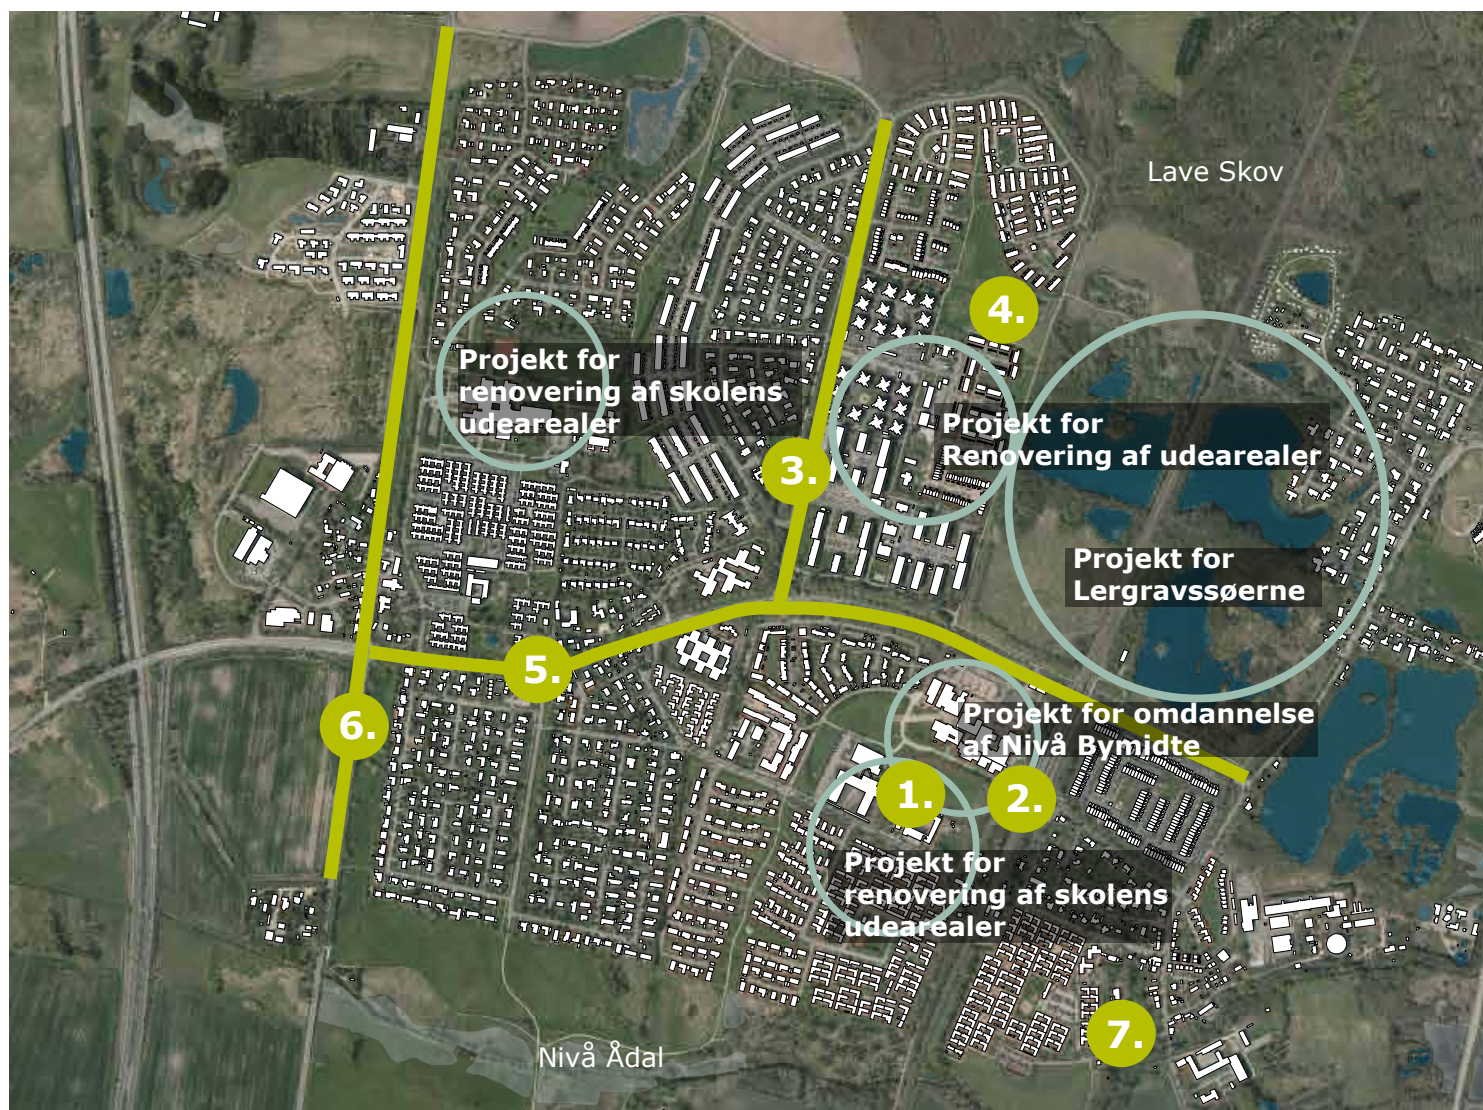 Lave Skov
4.
Projekt for
renovering af skolens
udearealer
Projekt for
Renovering af udearealer
3.
Projekt for
Lergravssøerne
5.
6.
Projekt for omdannelse
af Nivå Bymidte
1.
2.
Projekt for
renovering af skolens
udearealer
7.
Nivå Ådal